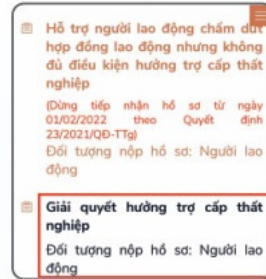 Hỗ trợ người lao động chấm dứt
hợp đồng lao động nhưng không
đủ điều kiện hưởng trợ cấp thất
nghiệp
(Dừng tiếp nhận hồ sơ từ ngày
01/02/2022 theo Quyết định
23/2021/QĐ-TTg)
Đối tượng nộp hồ sơ: Người lao
động
Giải quyết hưởng trợ cấp thất
nghiệp
Đối tượng nộp hồ sơ: Người lao
động